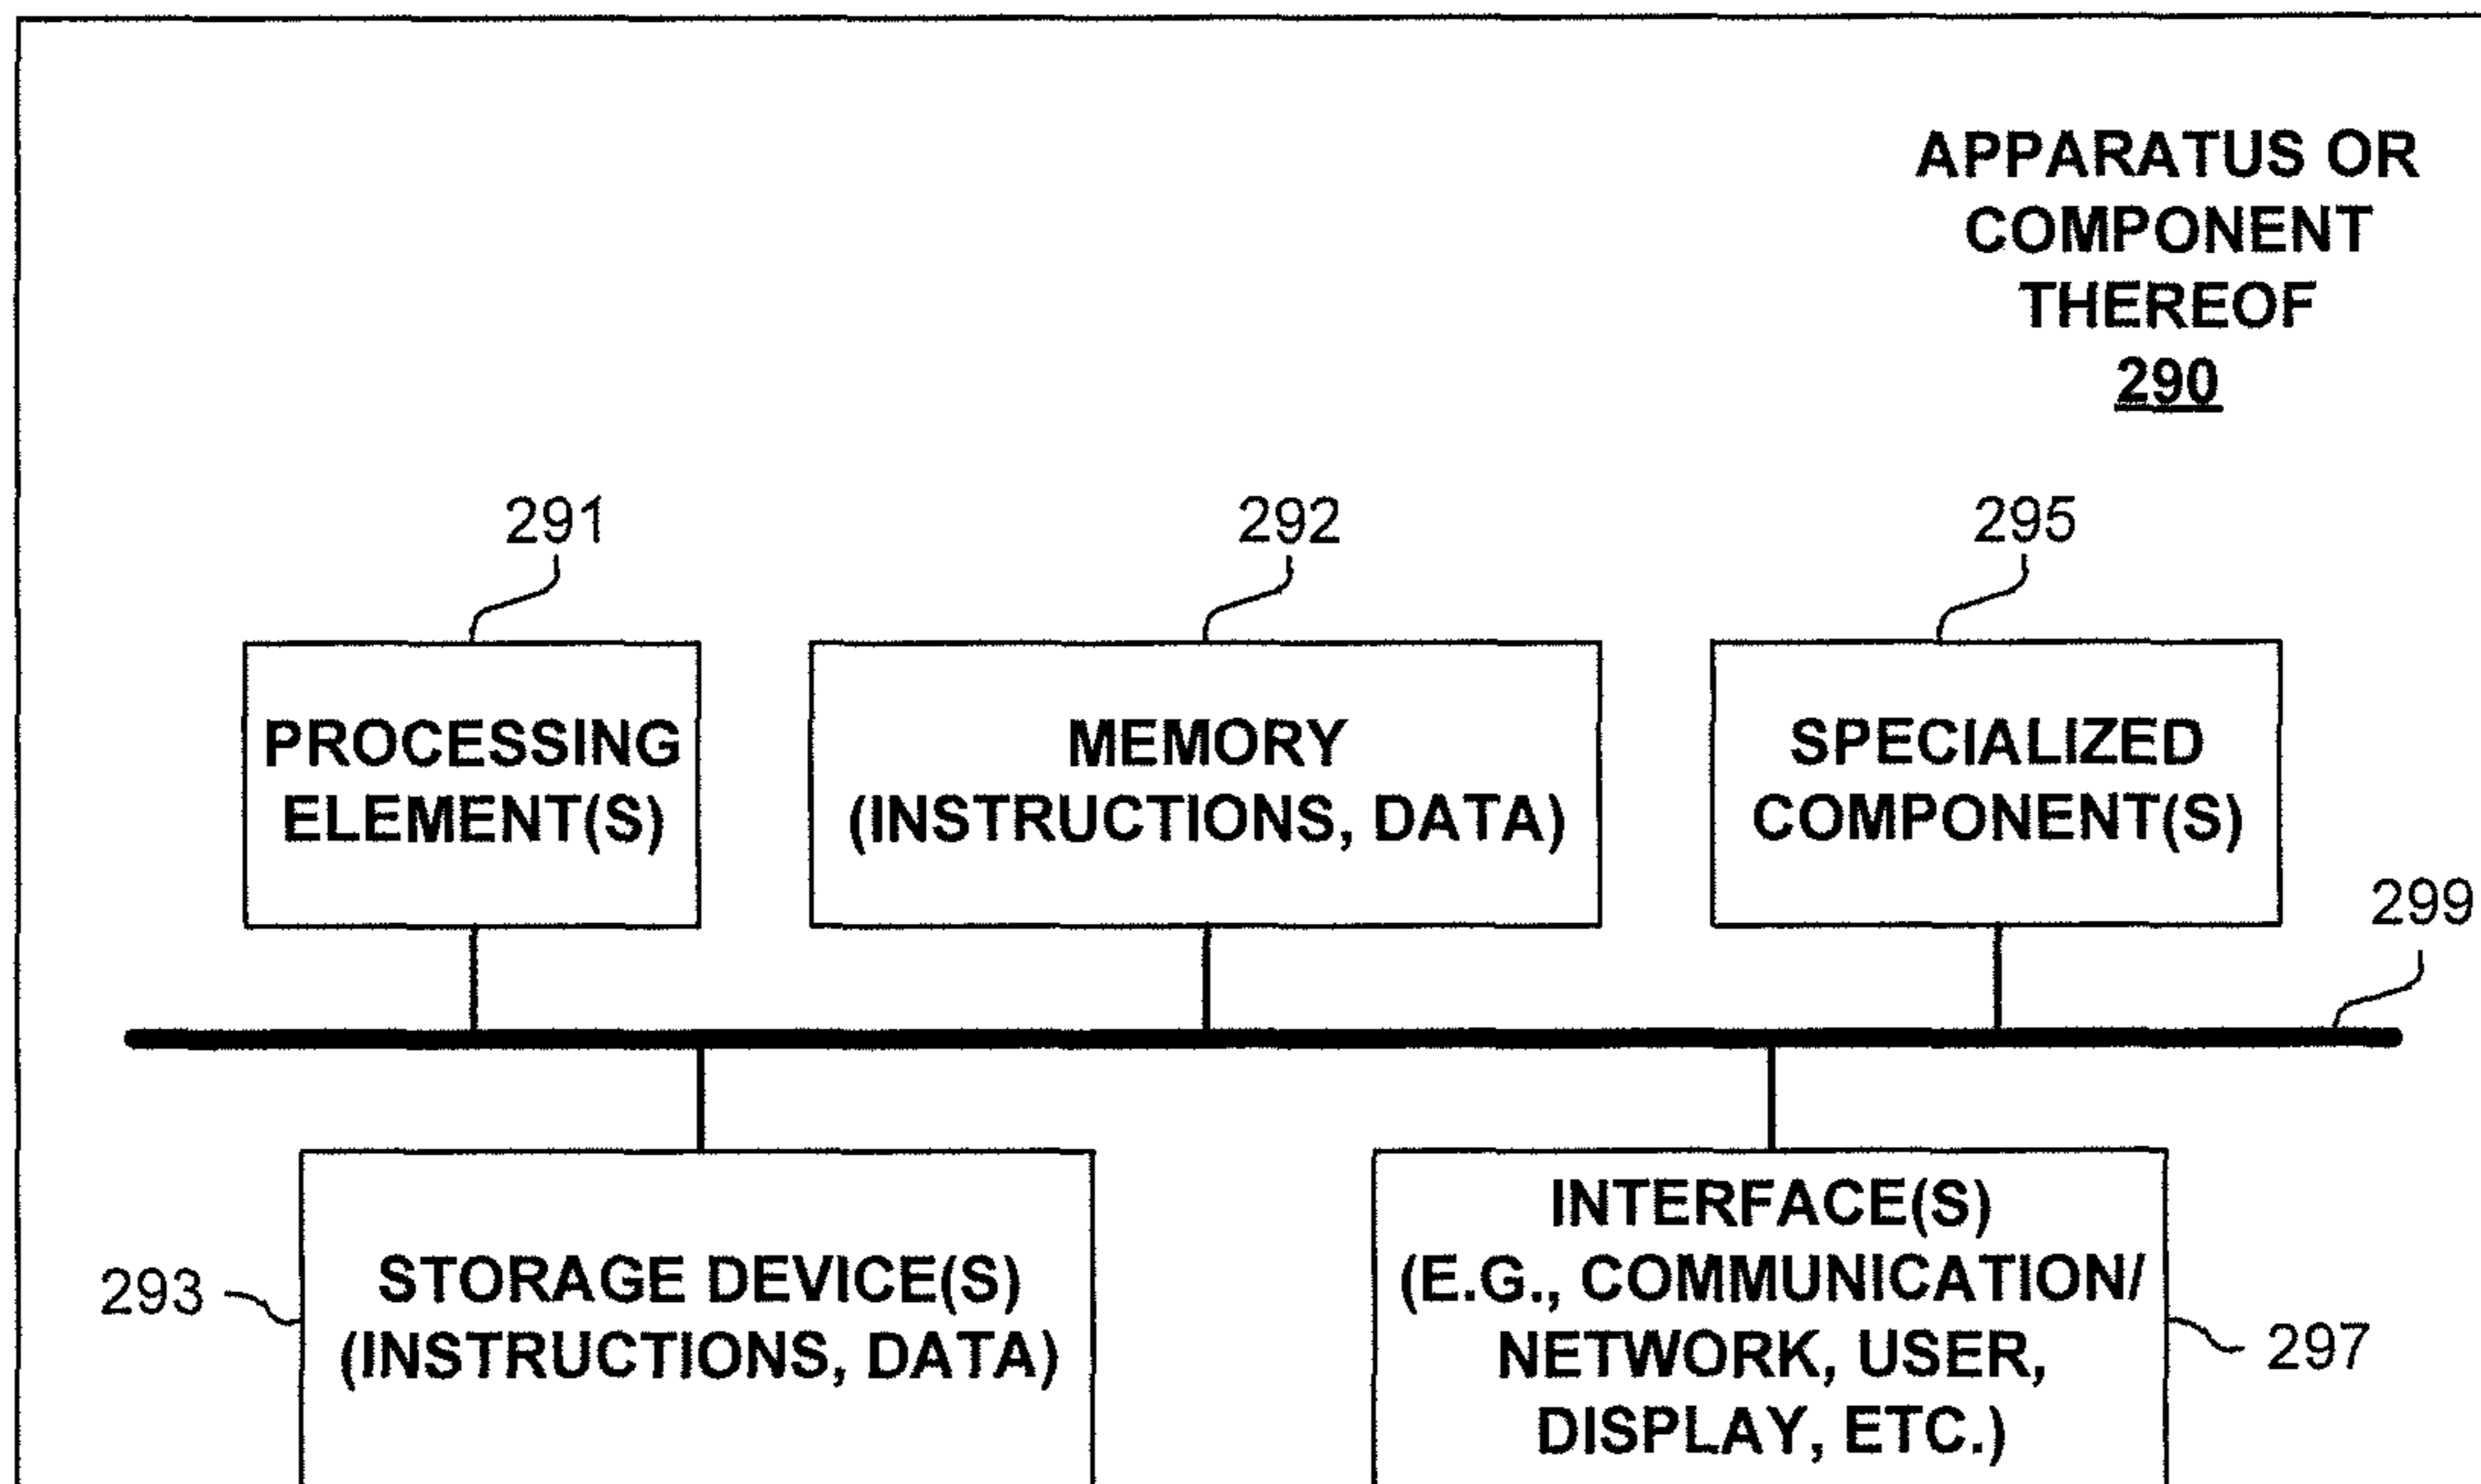 APPARATUS OR
COMPONENT
THEREOF
290
291
292
295
PROCESSING
ELEMENT(S)
MEMORY
(INSTRUCTIONS, DATA)
SPECIALIZED
COMPONENT(S)
299
293
STORAGE DEVICE(S)
(INSTRUCTIONS, DATA)
INTERFACE(S)
(E.G., COMMUNICATION/
NETWORK, USER,
DISPLAY, ETC.)
297